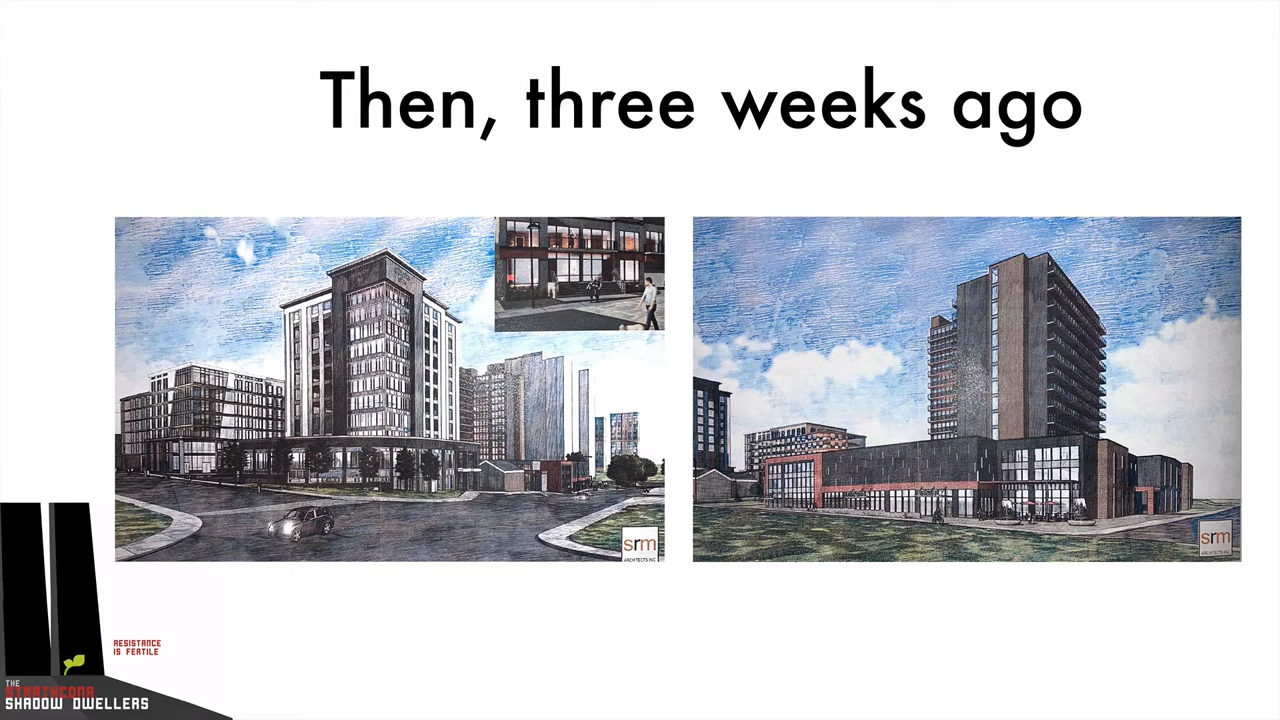 Then, three weeks ago
srm
ARCHITECTS INC.
srm
ARCHITECTS INC.
RESISTANCE
IS FERTILE
THE
STRATHCONA
SHADOW DWELLERS